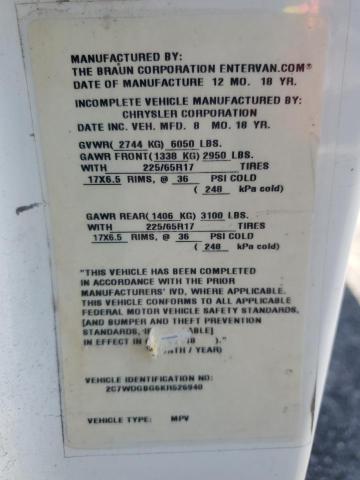 MANUFACTURED BY:
THE BRAUN CORPORATION ENTERVAN.COM®
DATE OF MANUFACTURE 12 MO. 18 YR.
INCOMPLETE VEHICLE MANUFACTURED BY:
CHRYSLER CORPORATION
DATE INC. VEH. MFD. 8 MO. 18 YR.
GVWR( 2744 KG) 6050 LBS.
GAWR FRONT(1338 KG) 2950 LBS.
WITH 225/65R17 TIRES
17X6.5 RIMS, @ 36 PSI COLD
( 248 kPa cold)
GAWR REAR(1406 KG) 3100 LBS.
WITH 225/65R17 TIRES
17X6.5 RIMS, @ 36 PSI COLD
( 248 kPa cold)
"THIS VEHICLE HAS BEEN COMPLETED
IN ACCORDANCE WITH THE PRIOR
MANUFACTURERS' IVD, WHERE APPLICABLE.
THIS VEHICLE CONFORMS TO ALL APPLICABLE
FEDERAL MOTOR VEHICLE SAFETY STANDARDS,
[AND BUMPER AND THEFT PREVENTION
STANDARDS,
IN EFFECT IN ( )."
/ YEAR)
VEHICLE IDENTIFICATION NO:
2C7WDGBG6KR526940
VEHICLE TYPE: MPV